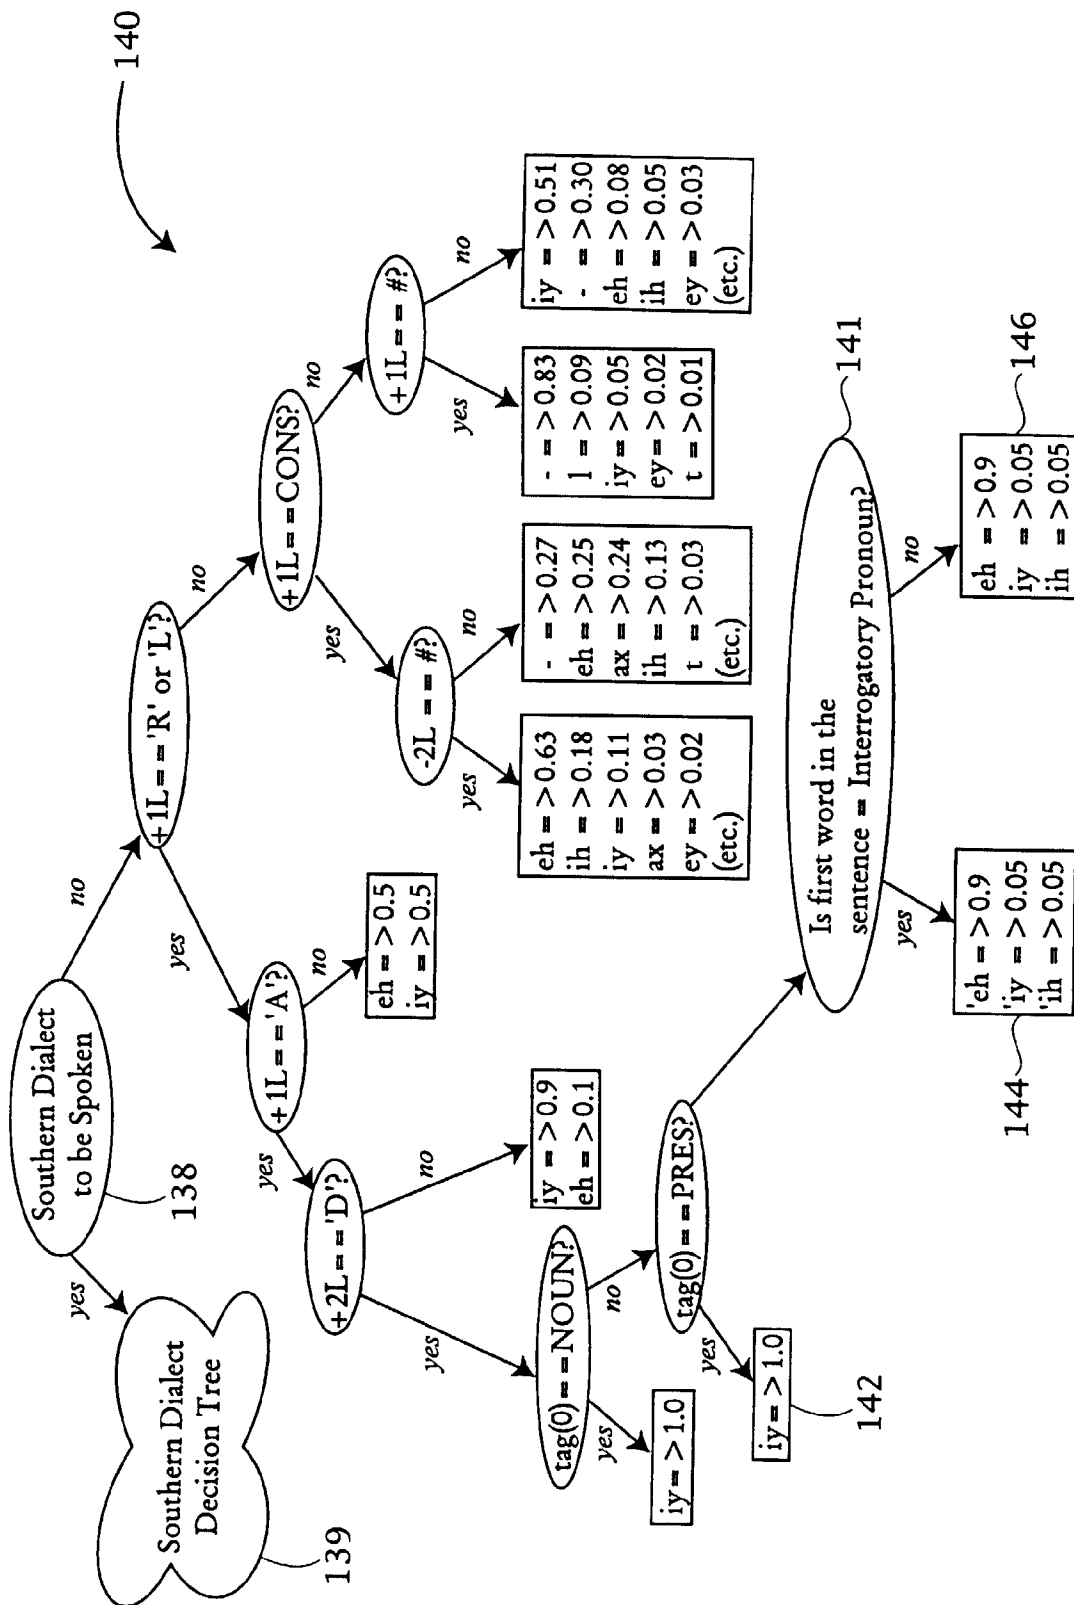 140
Southern Dialect
to be Spoken
138
yes
no
Southern Dialect
Decision Tree
139
+1L=='R' or 'L'?
yes
no
+1L=='A'?
yes
no
eh=>0.5
iy=>0.5
+1L==CONS?
yes
no
+2L=='D'?
yes
no
iy=>0.9
eh=>0.1
-2L==#?
yes
no
+1L==#?
yes
no
eh=>0.63
ih=>0.18
iy=>0.11
ax=>0.03
ey=>0.02
(etc.)
- =>0.27
eh=>0.25
ax=>0.24
ih=>0.13
t =>0.03
(etc.)
- =>0.83
1 =>0.09
iy=>0.05
ey=>0.02
t =>0.01
iy=>0.51
- =>0.30
eh=>0.08
ih=>0.05
ey=>0.03
(etc.)
tag(0)==NOUN?
yes
no
iy=>1.0
tag(0)==PRES?
yes
iy=>1.0
142
Is first word in the
sentence = Interrogatory Pronoun?
141
yes
no
'eh=>0.9
'iy=>0.05
'ih=>0.05
144
eh =>0.9
iy =>0.05
ih =>0.05
146